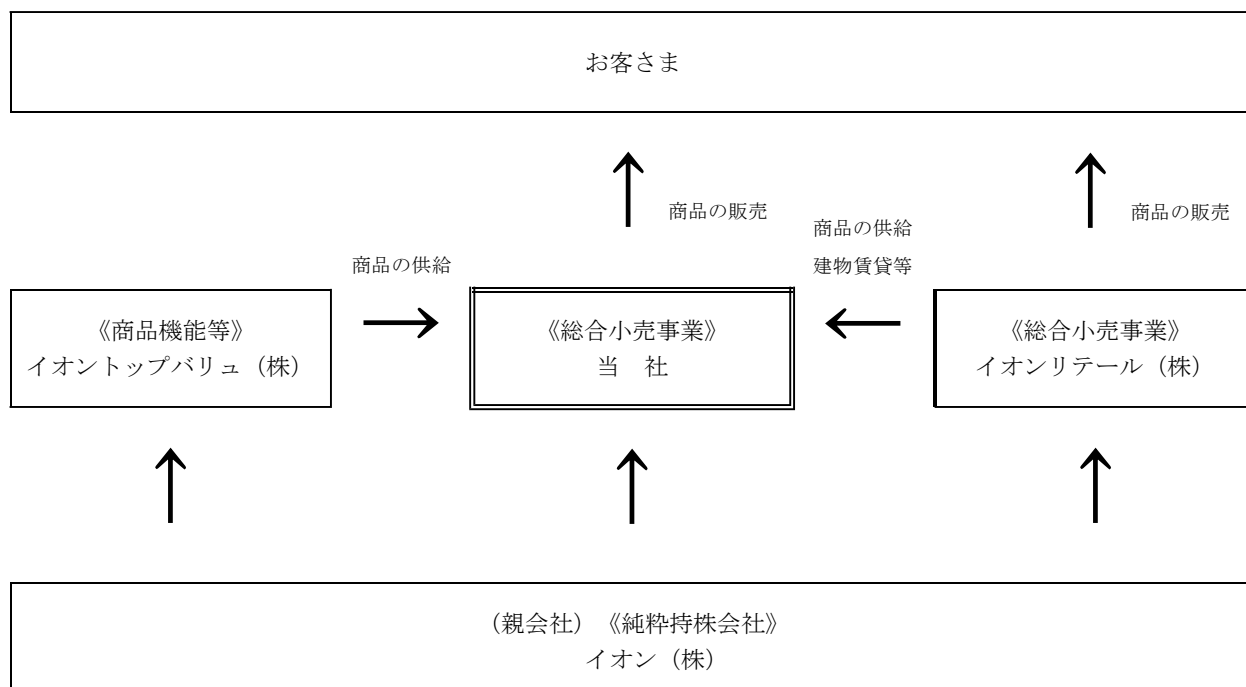 お客さま
商品の販売
商品の販売
商品の供給
建物賃貸等
商品の供給
《商品機能等》
イオントップバリュ（株）
《総合小売事業》
当　社
《総合小売事業》
イオンリテール（株）
（親会社）《純粋持株会社》
イオン（株）